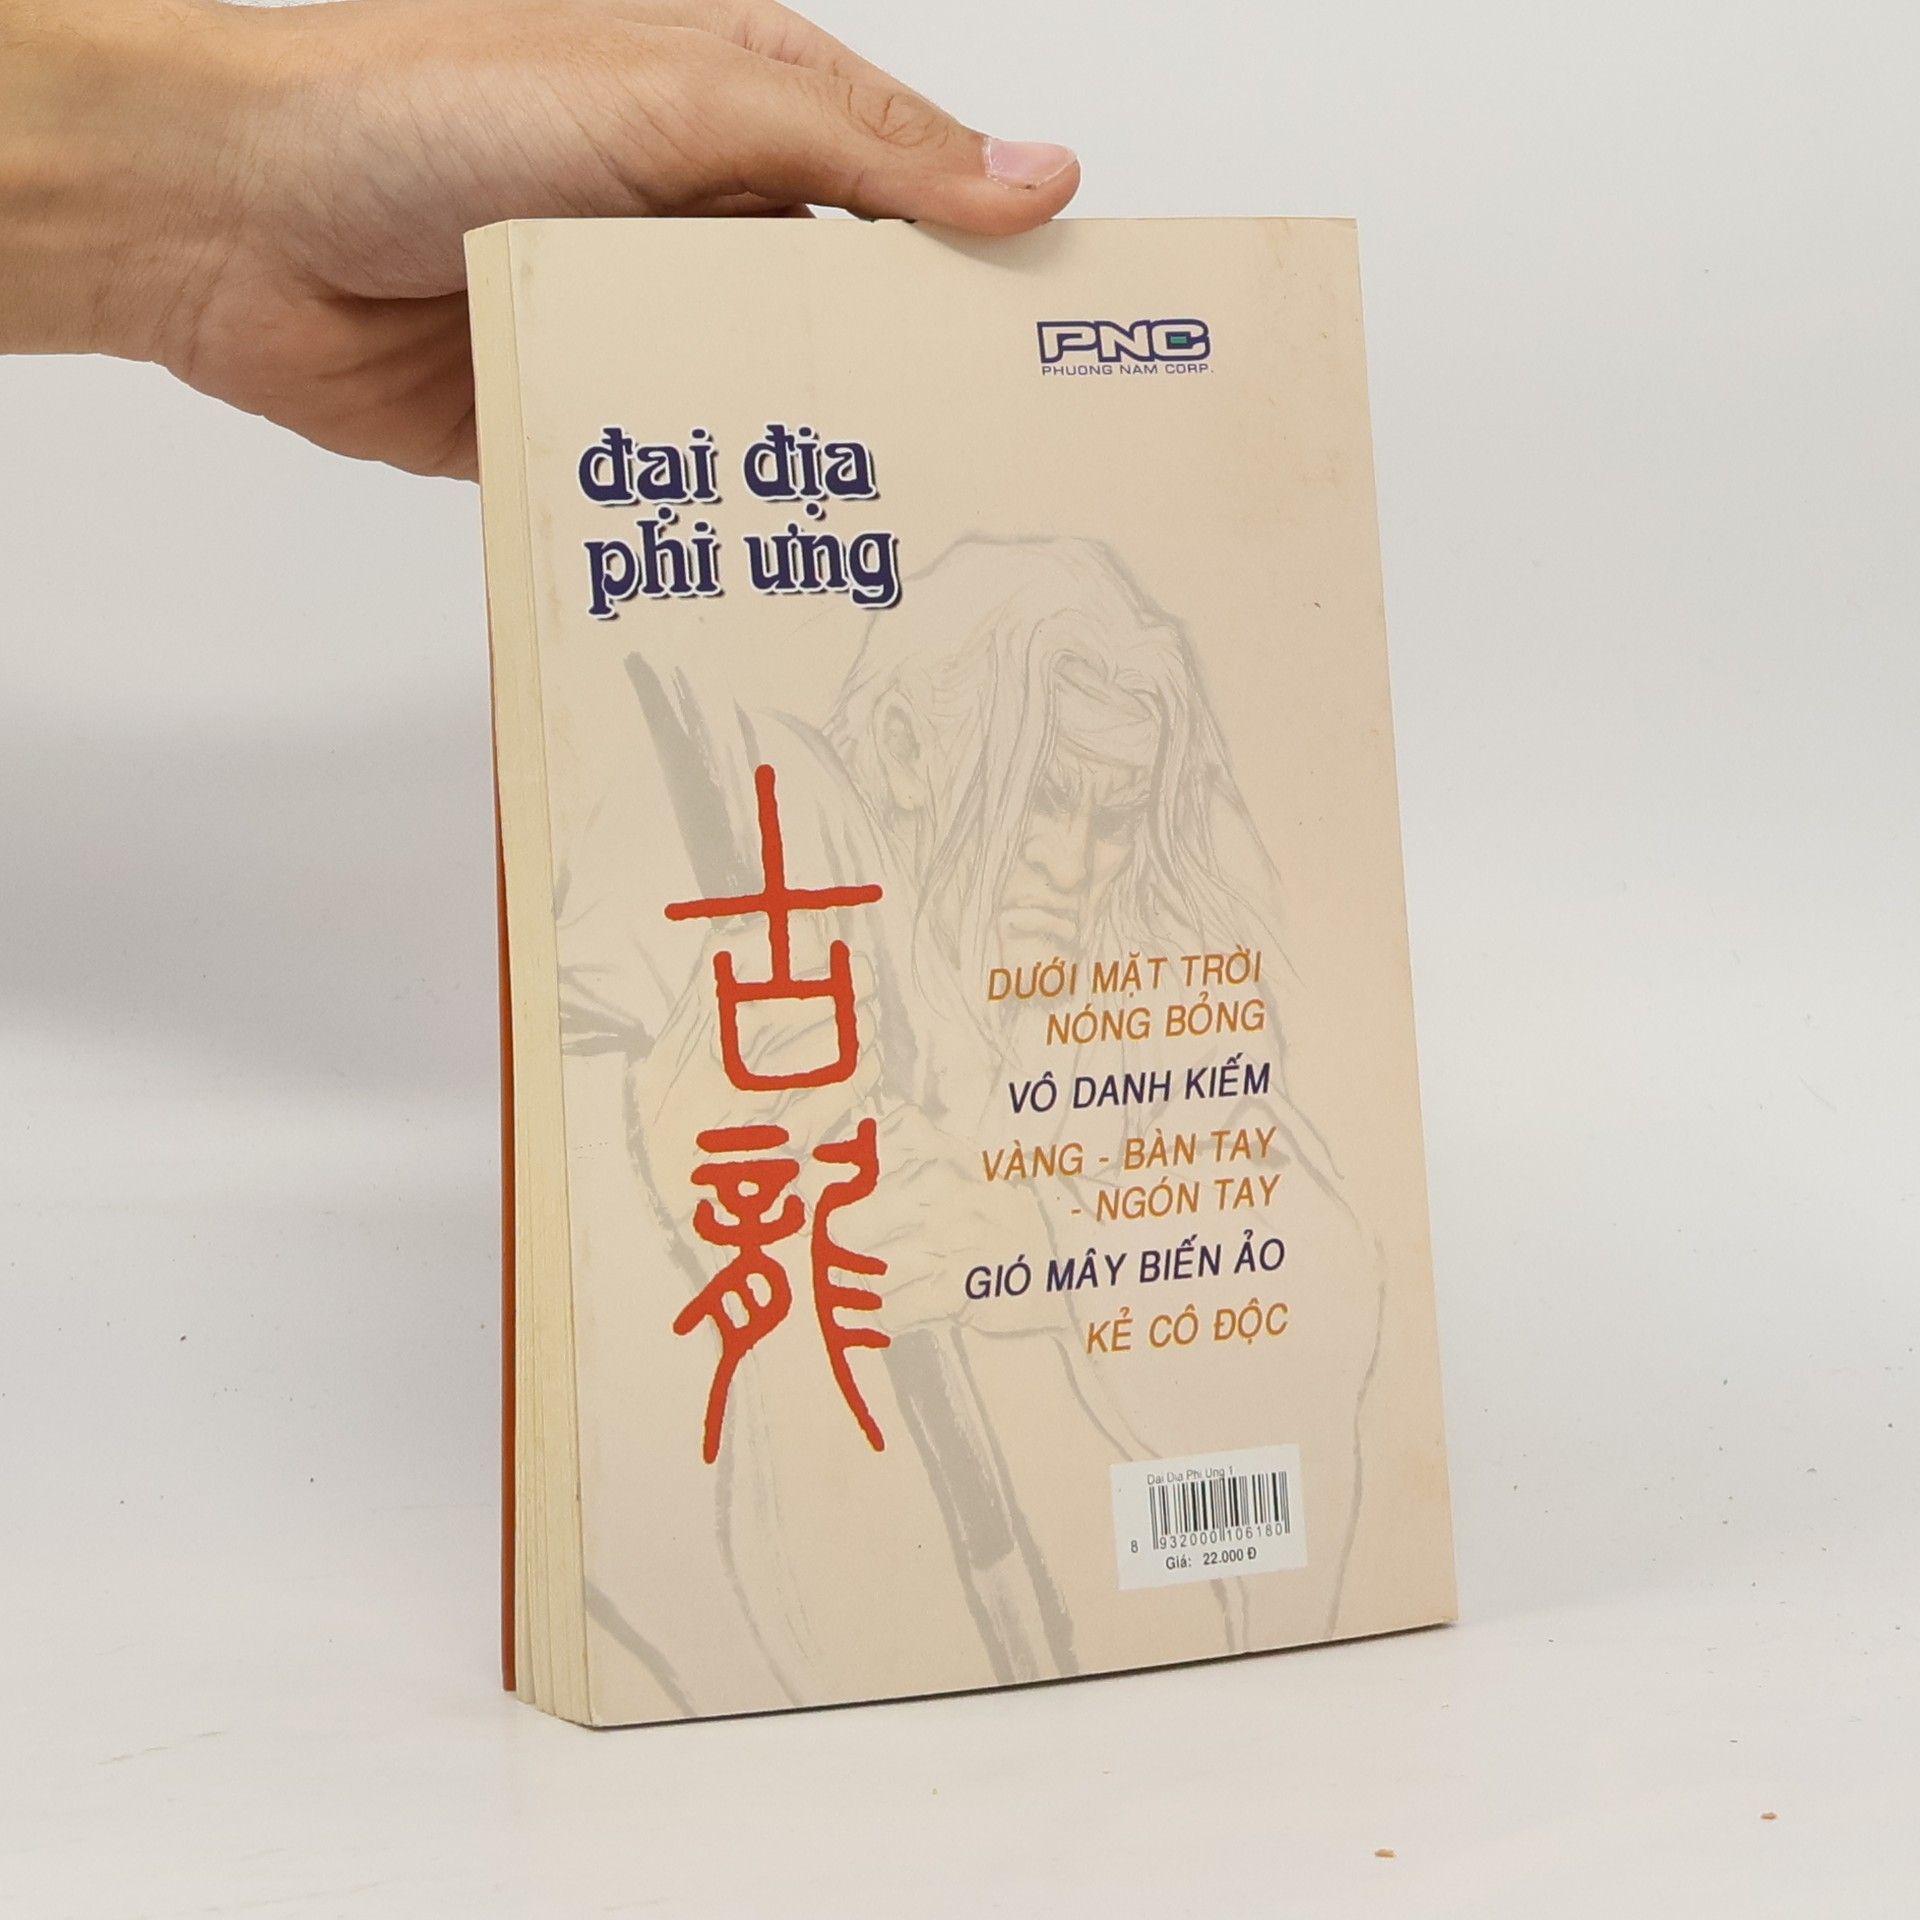 PNC
PHUONG NAM CORP.
đại địa
phi ưng
古龍
DƯỚI MẶT TRỜI
NÓNG BỎNG
VÔ DANH KIẾM
VÀNG - BÀN TAY
- NGÓN TAY
GIÓ MÂY BIẾN ẢO
KẺ CÔ ĐỘC
Dai Dia Phi Ung 1
8 932000 106180
Giá: 22.000 Đ